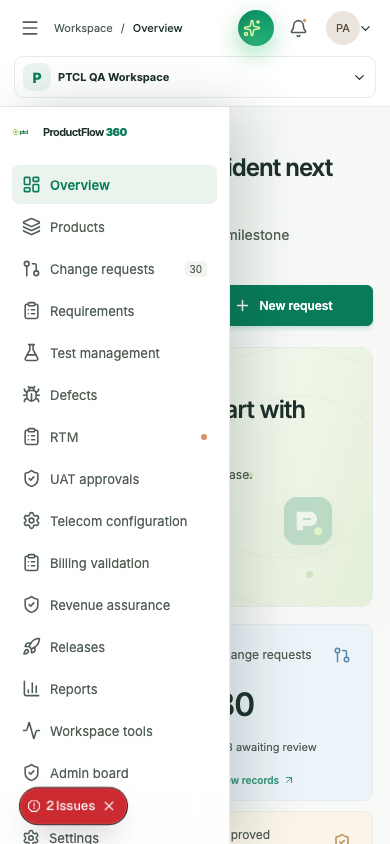 Workspace / Overview
PA
P PTCL QA Workspace
ptcl ProductFlow 360
Overview
Products
Change requests 30
Requirements
Test management
Defects
RTM
UAT approvals
Telecom configuration
Billing validation
Revenue assurance
Releases
Reports
Workspace tools
Admin board
2 Issues
Settings
ident next
milestone
New request
art with
ase.
P
ange requests
30
awaiting review
records
proved